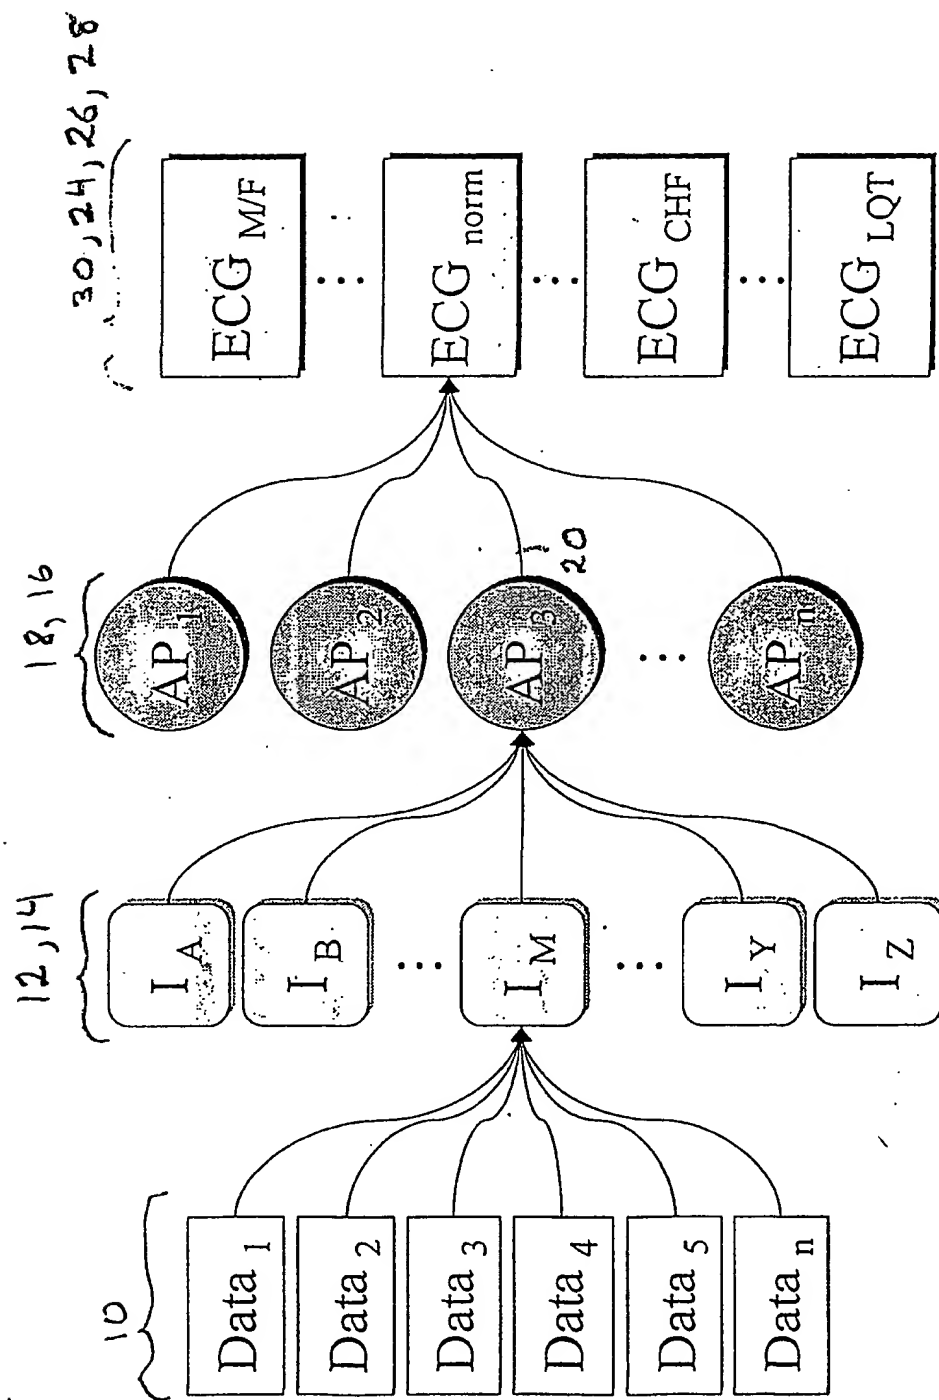 10
Data 1
Data 2
Data 3
Data 4
Data 5
Data n
12, 14
I A
I B
...
I M
...
I Y
I Z
18, 16
AP 1
AP 2
AP 3
20
...
AP n
30, 24, 26, 28
ECG M/F
...
ECG norm
...
ECG CHF
...
ECG LQT